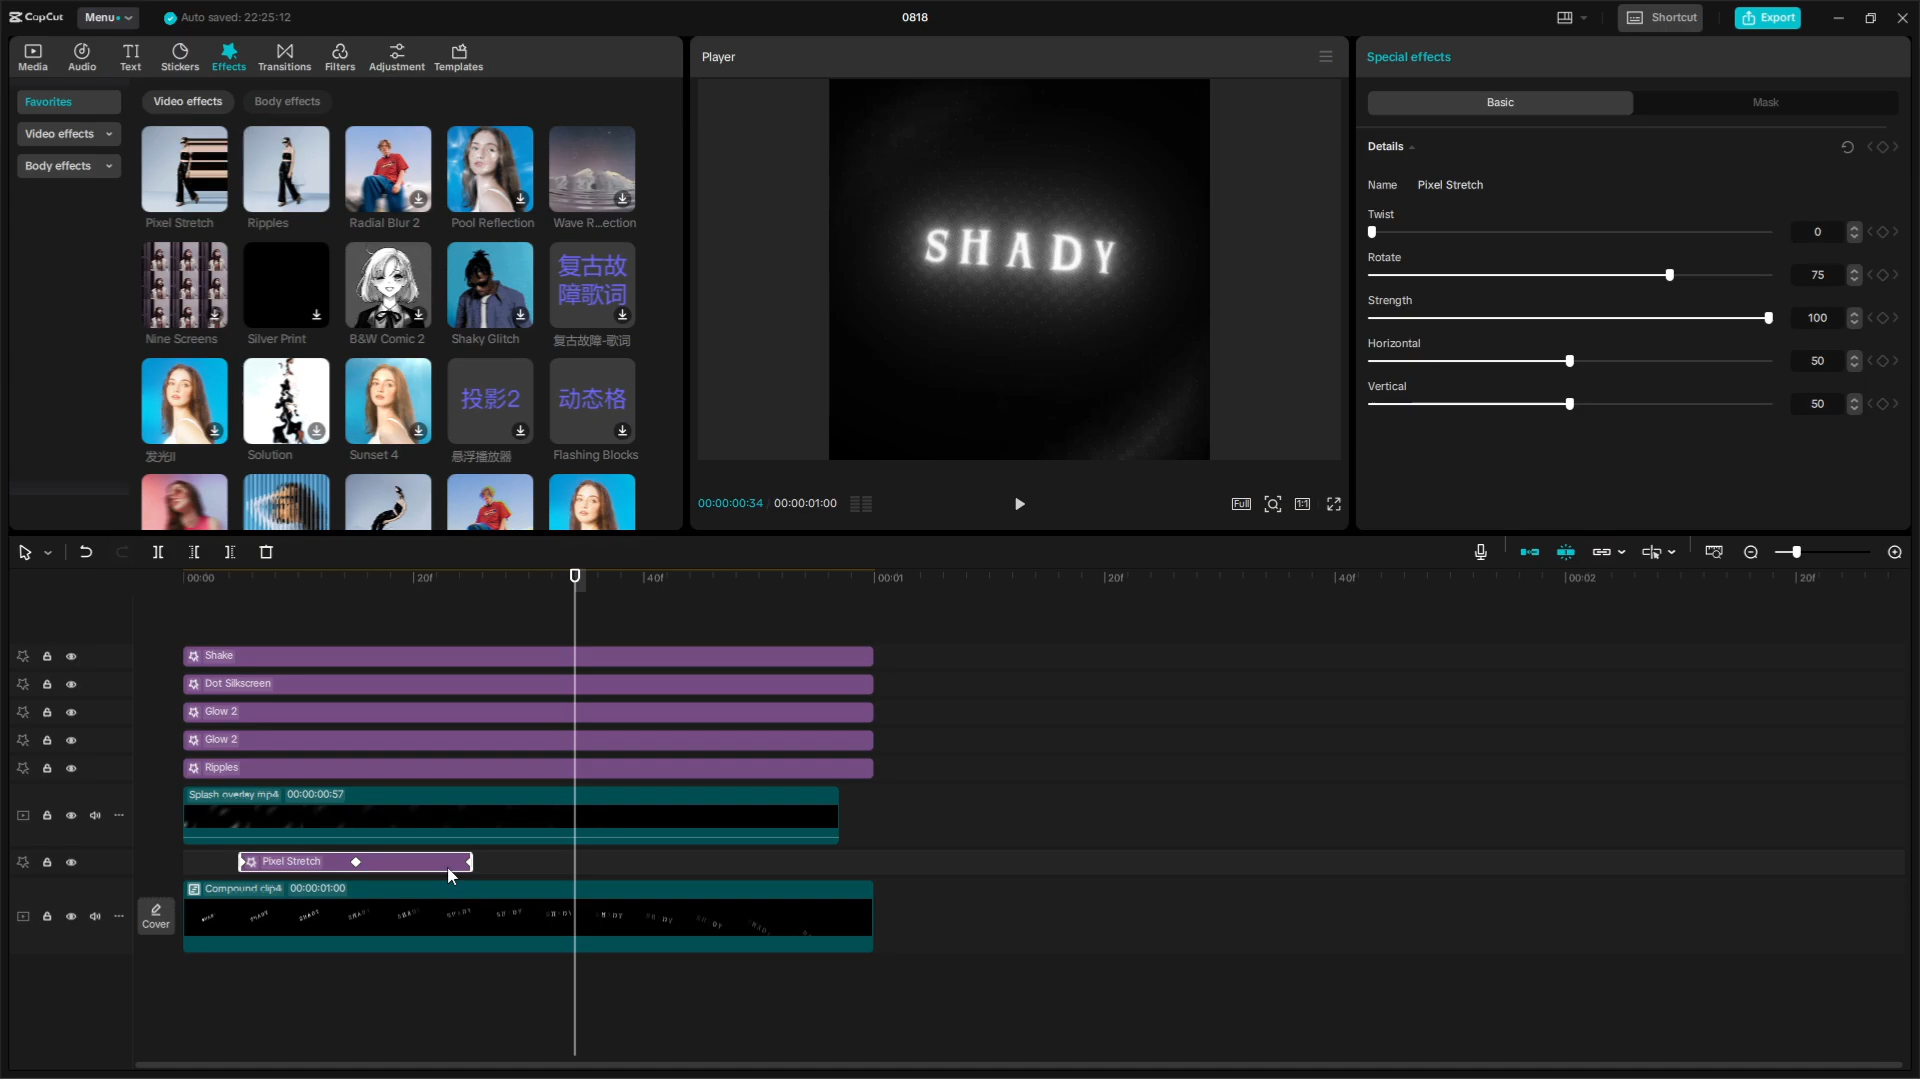 CapCut Menu Auto saved: 22:25:12 0818 Shortcut Export
Media Audio Text Stickers Effects Transitions Filters Adjustment Templates
Favorites
Video effects
Body effects
Video effects Body effects
Pixel Stretch Ripples Radial Blur 2 Pool Reflection Wave R...ection
复古故
障歌词
Nine Screens Silver Print B&W Comic 2 Shaky Glitch 复古故障-歌词
投影2 动态格
发光II Solution Sunset 4 悬浮播放器 Flashing Blocks
Player
SHADY
00:00:00:34 / 00:00:01:00 Full 1:1
Special effects
Basic Mask
Details
Name Pixel Stretch
Twist
0
Rotate
75
Strength
100
Horizontal
50
Vertical
50
00:00 20f 40f 00:01 20f 40f 00:02 20f
Shake
Dot Silkscreen
Glow 2
Glow 2
Ripples
Splash overlay mp4 00:00:00:57
Pixel Stretch
Compound clip4 00:00:01:00
Cover